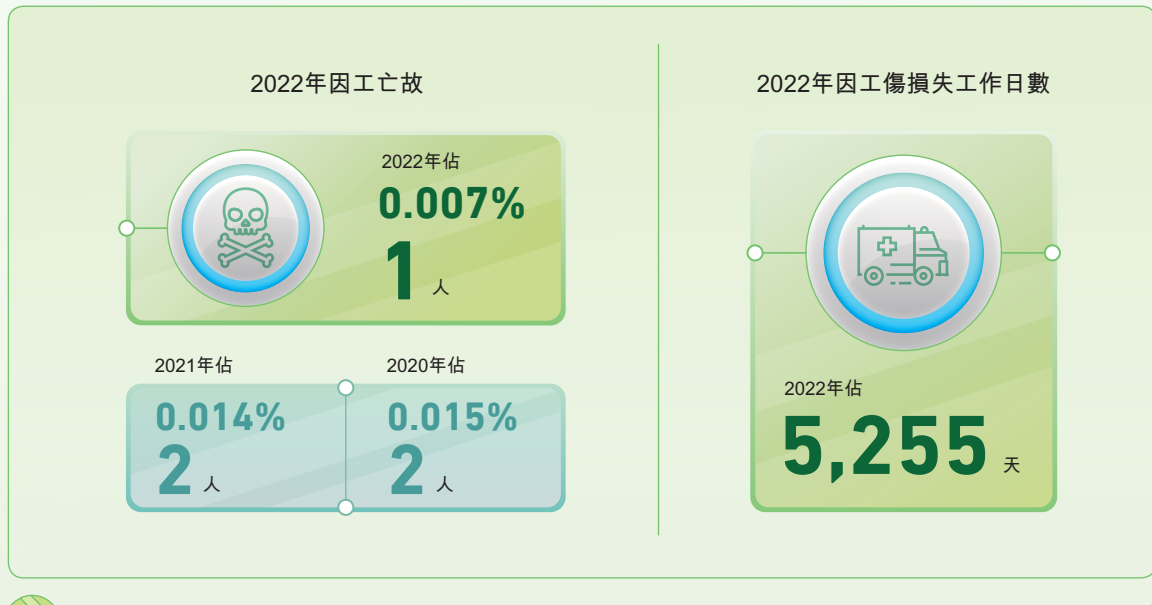 2022年因工亡故
2022年佔
0.007%
1 人
2021年佔
0.014%
2 人
2020年佔
0.015%
2 人
2022年因工傷損失工作日數
2022年佔
5,255 天